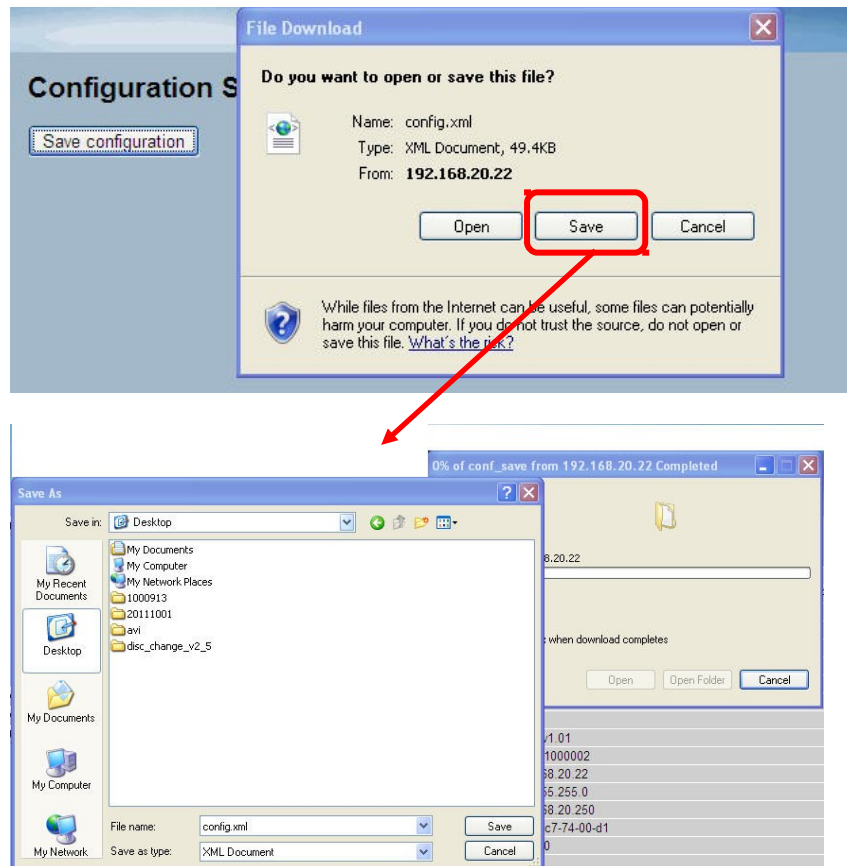 File Download
Do you want to open or save this file?
Configuration S
Save configuration
Name: config.xml
Type: XML Document, 49.4KB
From: 192.168.20.22
Open Save Cancel
While files from the Internet can be useful, some files can potentially
harm your computer. If you do not trust the source, do not open or
save this file. What's the risk?
0% of conf_save from 192.168.20.22 Completed
Save As
Save in: Desktop
My Recent Documents
Desktop
My Documents
My Computer
My Network
My Documents
My Computer
My Network Places
1000913
20111001
avi
disc_change_v2_5
File name: config.xml Save
Save as type: XML Document Cancel
8.20.22
when download completes
Open Open Folder Cancel
v1.01
1000002
68.20.22
55.255.0
68.20.250
c7-74-00-d1
0